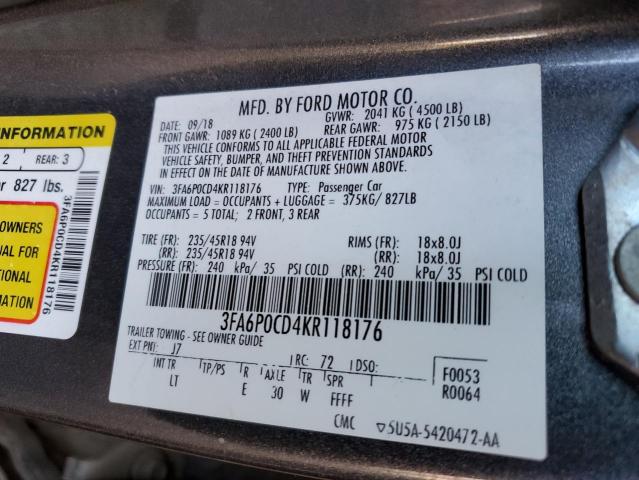 INFORMATION
2 REAR: 3
827 lbs.
OWNERS
UAL FOR
TIONAL
RMATION
3FA6P0CD4KR118176
MFD. BY FORD MOTOR CO.
DATE: 09/18 GVWR: 2041 KG (4500 LB)
FRONT GAWR: 1089 KG (2400 LB) REAR GAWR: 975 KG (2150 LB)
THIS VEHICLE CONFORMS TO ALL APPLICABLE FEDERAL MOTOR
VEHICLE SAFETY, BUMPER, AND THEFT PREVENTION STANDARDS
IN EFFECT ON THE DATE OF MANUFACTURE SHOWN ABOVE.
VIN: 3FA6P0CD4KR118176 TYPE: Passenger Car
MAXIMUM LOAD = OCCUPANTS + LUGGAGE = 375KG/ 827LB
OCCUPANTS = 5 TOTAL; 2 FRONT, 3 REAR
TIRE (FR): 235/45R18 94V RIMS (FR): 18x8.0J
(RR): 235/45R18 94V (RR): 18x8.0J
PRESSURE (FR): 240 kPa/ 35 PSI COLD (RR): 240 kPa/ 35 PSI COLD
3FA6P0CD4KR118176
TRAILER TOWING - SEE OWNER GUIDE
EXT PNT: J7 RC: 72 DSO: F0053
INT TR TP/PS R AXLE TR SPR R0064
LT E 30 W FFFF
CMC ▽5U5A-5420472-AA